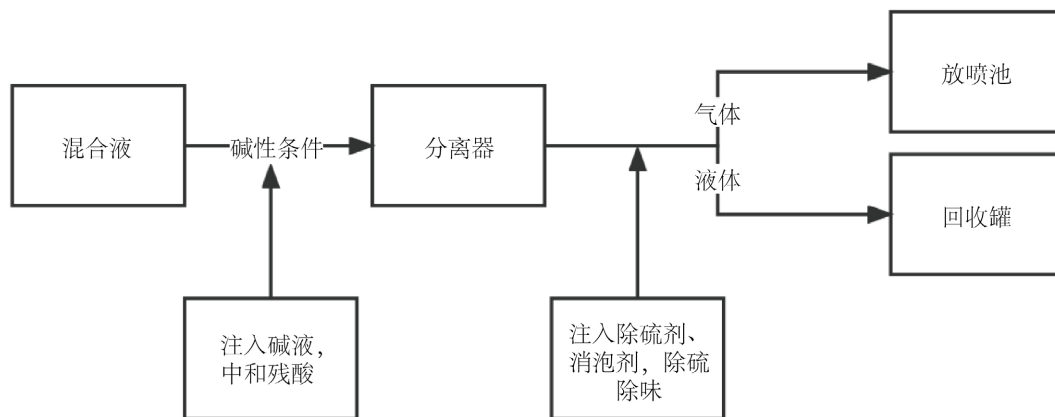 放喷池
混合液
碱性条件
分离器
气体
液体
回收罐
注入碱液，
中和残酸
注入除硫剂、
消泡剂，除硫
除味